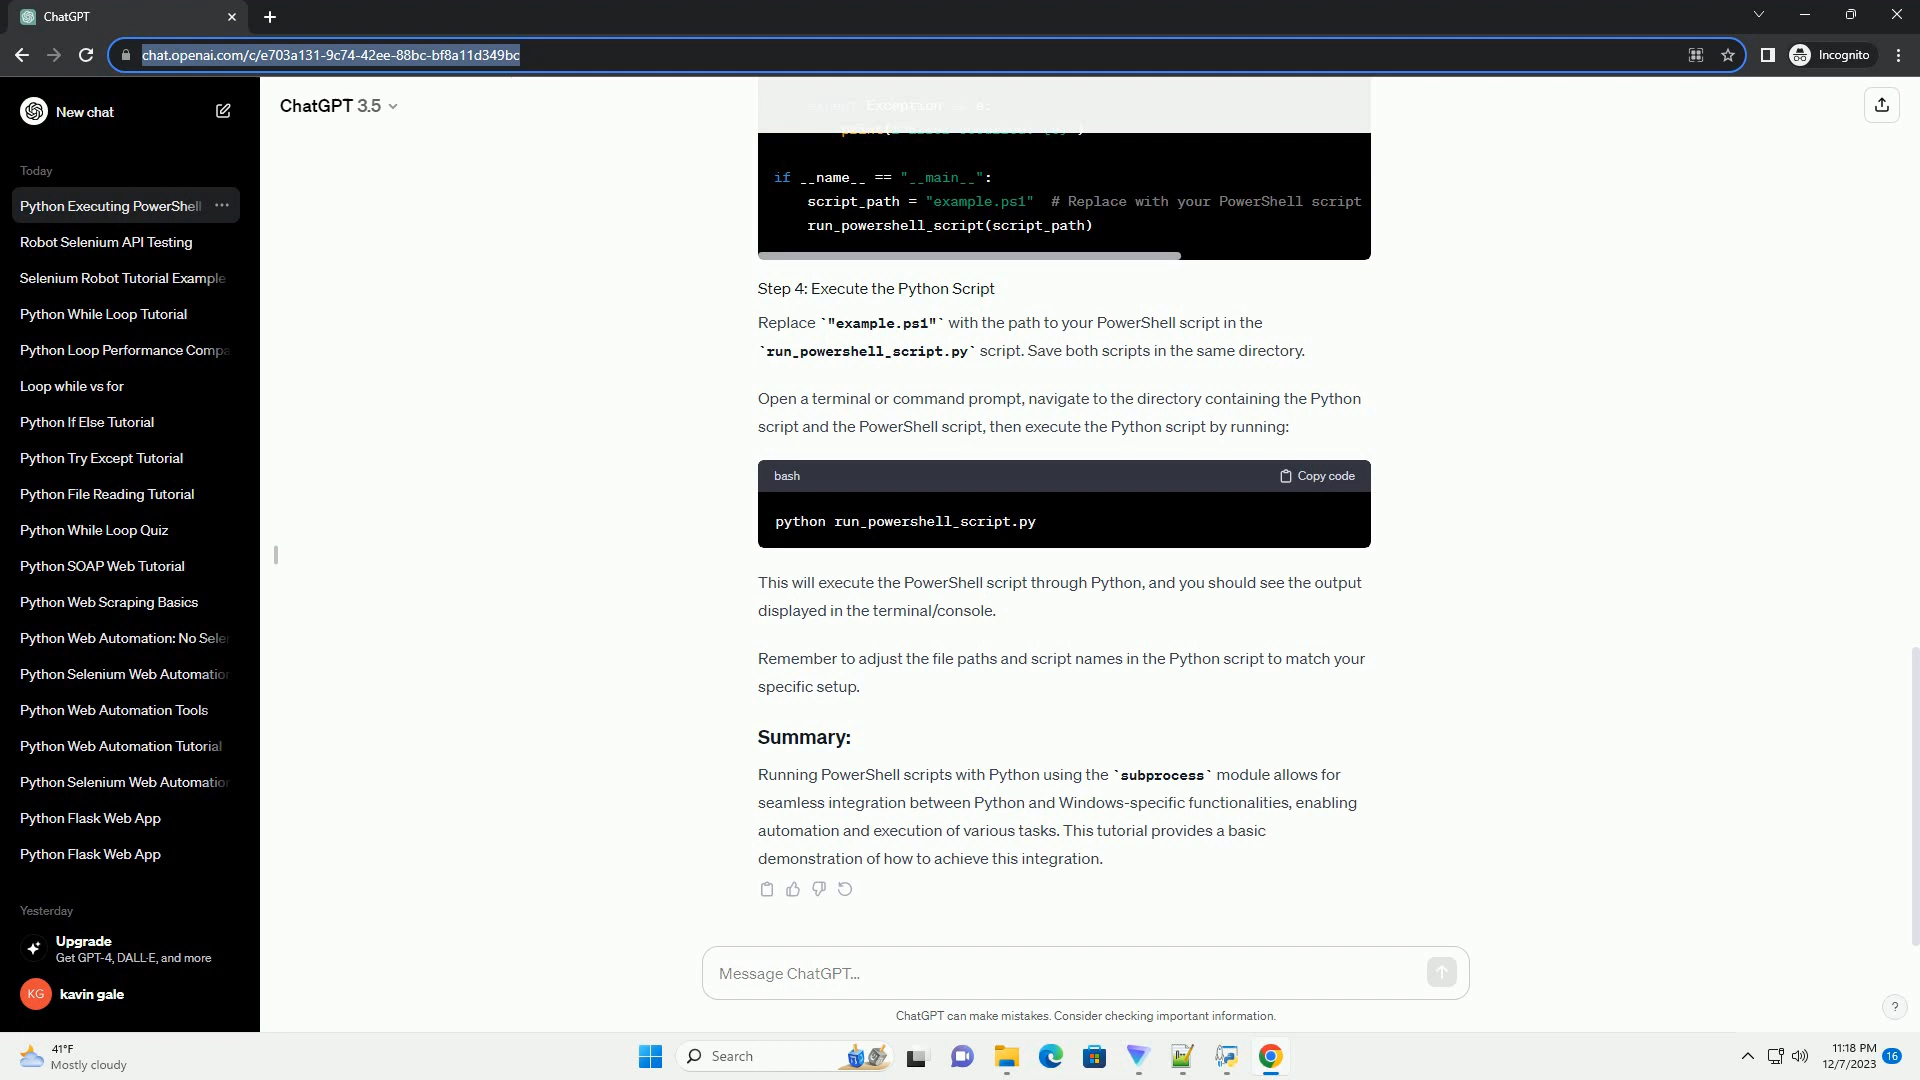 ChatGPT
chat.openai.com/c/e703a131-9c74-42ee-88bc-bf8a11d349bc
Incognito
New chat
Today
Python Executing PowerShell
Robot Selenium API Testing
Selenium Robot Tutorial Example
Python While Loop Tutorial
Python Loop Performance Compa
Loop while vs for
Python If Else Tutorial
Python Try Except Tutorial
Python File Reading Tutorial
Python While Loop Quiz
Python SOAP Web Tutorial
Python Web Scraping Basics
Python Web Automation: No Sele
Python Selenium Web Automation
Python Web Automation Tools
Python Web Automation Tutorial
Python Selenium Web Automation
Python Flask Web App
Python Flask Web App
Yesterday
Upgrade
Get GPT-4, DALL·E, and more
KG
kavin gale
ChatGPT 3.5
Exception
if __name__ == "__main__":
script_path = "example.ps1" # Replace with your PowerShell script
run_powershell_script(script_path)
Step 4: Execute the Python Script
Replace `"example.ps1"` with the path to your PowerShell script in the
`run_powershell_script.py` script. Save both scripts in the same directory.
Open a terminal or command prompt, navigate to the directory containing the Python
script and the PowerShell script, then execute the Python script by running:
bash
Copy code
python run_powershell_script.py
This will execute the PowerShell script through Python, and you should see the output
displayed in the terminal/console.
Remember to adjust the file paths and script names in the Python script to match your
specific setup.
Summary:
Running PowerShell scripts with Python using the `subprocess` module allows for
seamless integration between Python and Windows-specific functionalities, enabling
automation and execution of various tasks. This tutorial provides a basic
demonstration of how to achieve this integration.
Message ChatGPT...
ChatGPT can make mistakes. Consider checking important information.
?
41°F
Mostly cloudy
Search
11:18 PM
12/7/2023
16